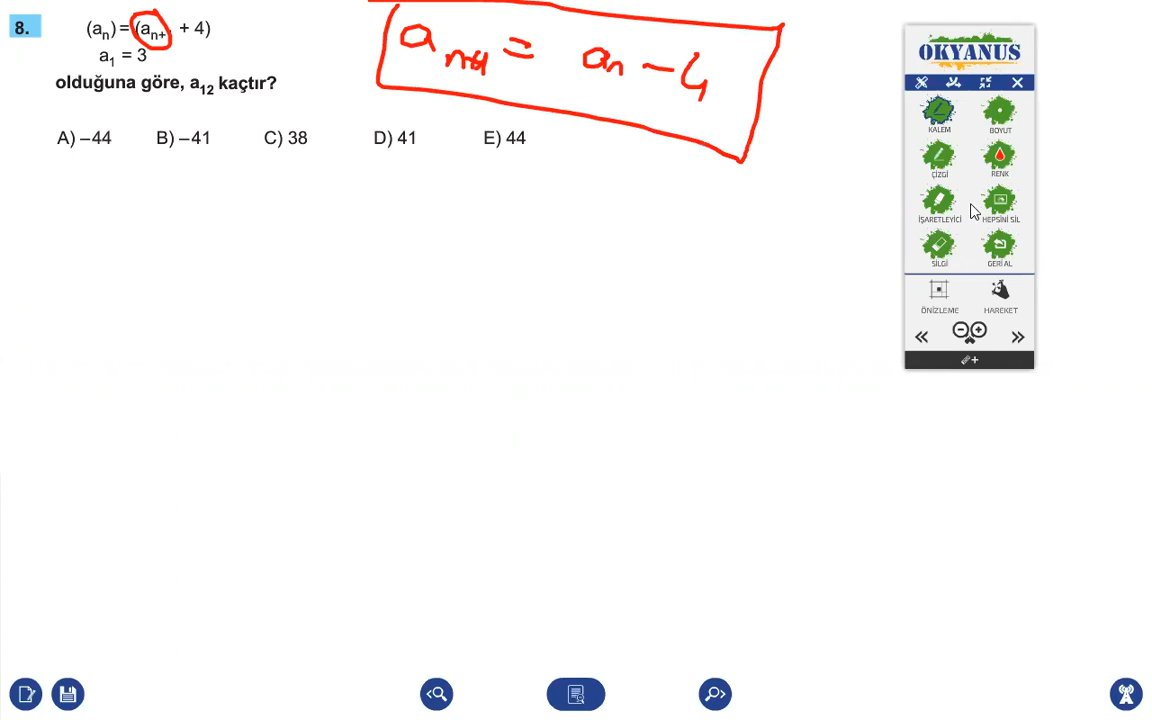 8.
(aₙ) = (aₙ₊ + 4)
a₁ = 3
olduğuna göre, a₁₂ kaçtır?
A) –44 B) –41 C) 38 D) 41 E) 44
aₙ₊₁ = aₙ – 4
OKYANUS
KALEM BOYUT
ÇİZGİ RENK
İŞARETLEYİCİ HEPSİNİ SİL
SİLGİ GERİ AL
ÖNİZLEME HAREKET